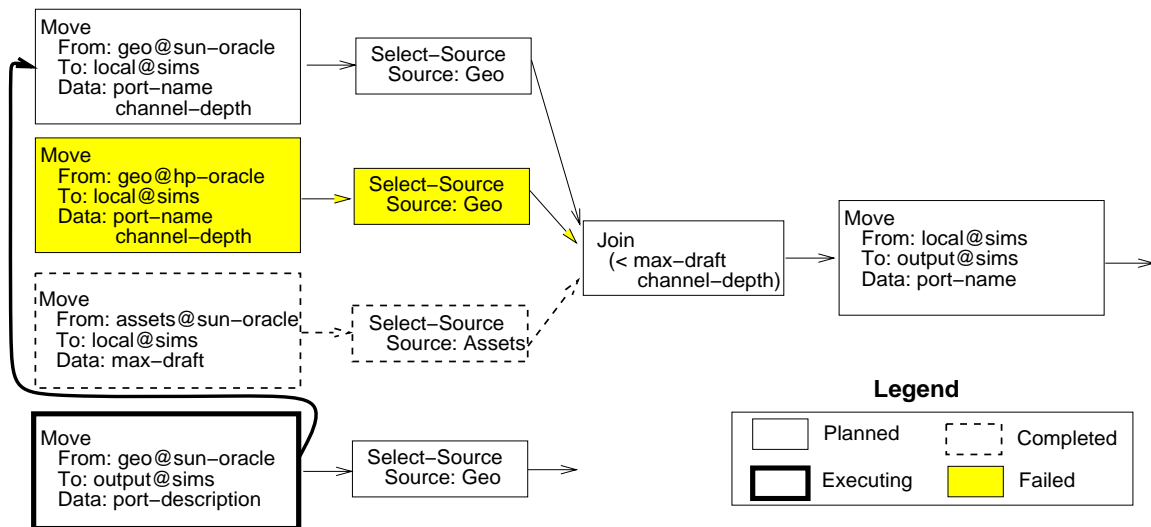 Move
From: geo@sun−oracle
To: local@sims
Data: port−name
channel−depth
Select−Source
Source: Geo
Move
From: geo@hp−oracle
To: local@sims
Data: port−name
channel−depth
Select−Source
Source: Geo
Move
From: assets@sun−oracle
To: local@sims
Data: max−draft
Select−Source
Source: Assets
Move
From: geo@sun−oracle
To: output@sims
Data: port−description
Select−Source
Source: Geo
Join
(< max−draft
channel−depth)
Move
From: local@sims
To: output@sims
Data: port−name
Legend
Planned
Completed
Executing
Failed